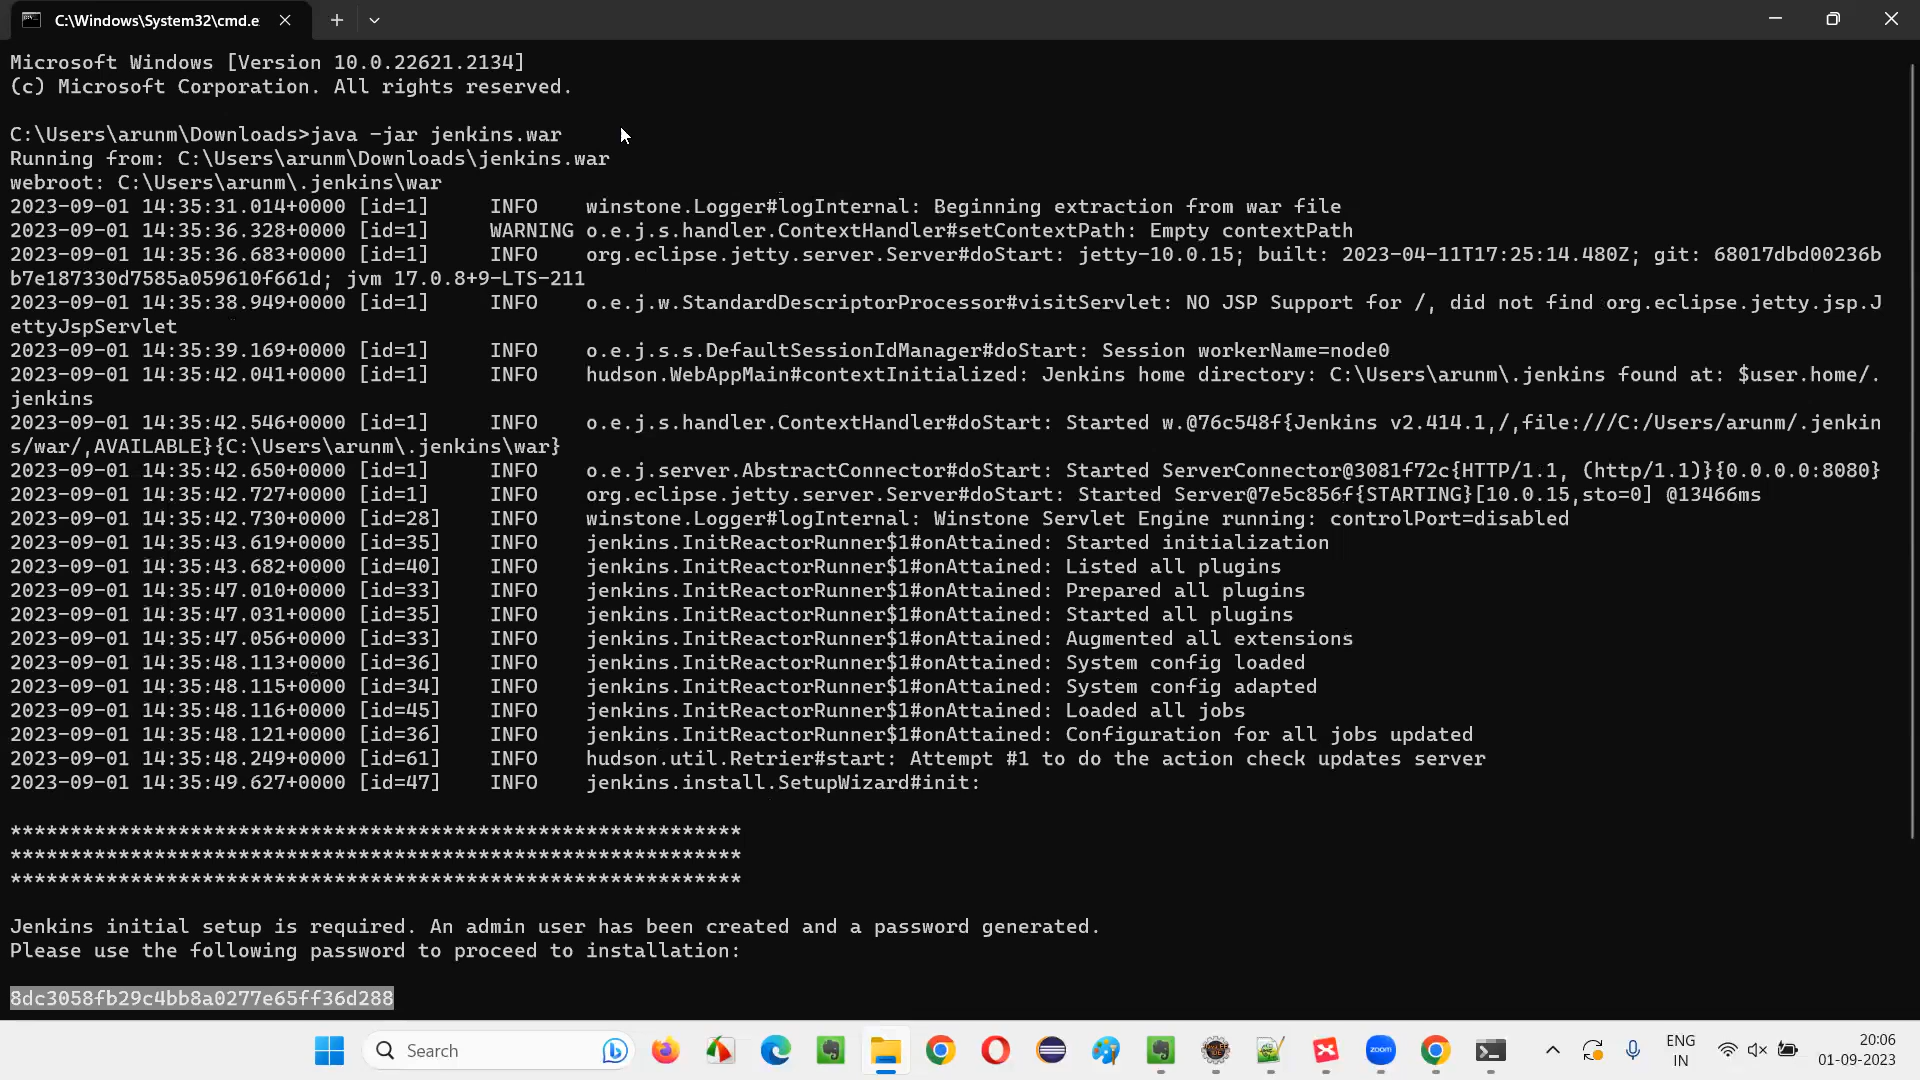 C:\Windows\System32\cmd.e
Microsoft Windows [Version 10.0.22621.2134]
(c) Microsoft Corporation. All rights reserved.
C:\Users\arunm\Downloads>java -jar jenkins.war
Running from: C:\Users\arunm\Downloads\jenkins.war
webroot: C:\Users\arunm\.jenkins\war
2023-09-01 14:35:31.014+0000 [id=1] INFO winstone.Logger#logInternal: Beginning extraction from war file
2023-09-01 14:35:36.328+0000 [id=1] WARNING o.e.j.s.handler.ContextHandler#setContextPath: Empty contextPath
2023-09-01 14:35:36.683+0000 [id=1] INFO org.eclipse.jetty.server.Server#doStart: jetty-10.0.15; built: 2023-04-11T17:25:14.480Z; git: 68017dbd00236b
b7e187330d7585a059610f661d; jvm 17.0.8+9-LTS-211
2023-09-01 14:35:38.949+0000 [id=1] INFO o.e.j.w.StandardDescriptorProcessor#visitServlet: NO JSP Support for /, did not find org.eclipse.jetty.jsp.J
ettyJspServlet
2023-09-01 14:35:39.169+0000 [id=1] INFO o.e.j.s.s.DefaultSessionIdManager#doStart: Session workerName=node0
2023-09-01 14:35:42.041+0000 [id=1] INFO hudson.WebAppMain#contextInitialized: Jenkins home directory: C:\Users\arunm\.jenkins found at: $user.home/.
jenkins
2023-09-01 14:35:42.546+0000 [id=1] INFO o.e.j.s.handler.ContextHandler#doStart: Started w.@76c548f{Jenkins v2.414.1,/,file:///C:/Users/arunm/.jenkin
s/war/,AVAILABLE}{C:\Users\arunm\.jenkins\war}
2023-09-01 14:35:42.650+0000 [id=1] INFO o.e.j.server.AbstractConnector#doStart: Started ServerConnector@3081f72c{HTTP/1.1, (http/1.1)}{0.0.0.0:8080}
2023-09-01 14:35:42.727+0000 [id=1] INFO org.eclipse.jetty.server.Server#doStart: Started Server@7e5c856f{STARTING}[10.0.15,sto=0] @13466ms
2023-09-01 14:35:42.730+0000 [id=28] INFO winstone.Logger#logInternal: Winstone Servlet Engine running: controlPort=disabled
2023-09-01 14:35:43.619+0000 [id=35] INFO jenkins.InitReactorRunner$1#onAttained: Started initialization
2023-09-01 14:35:43.682+0000 [id=40] INFO jenkins.InitReactorRunner$1#onAttained: Listed all plugins
2023-09-01 14:35:47.010+0000 [id=33] INFO jenkins.InitReactorRunner$1#onAttained: Prepared all plugins
2023-09-01 14:35:47.031+0000 [id=35] INFO jenkins.InitReactorRunner$1#onAttained: Started all plugins
2023-09-01 14:35:47.056+0000 [id=33] INFO jenkins.InitReactorRunner$1#onAttained: Augmented all extensions
2023-09-01 14:35:48.113+0000 [id=36] INFO jenkins.InitReactorRunner$1#onAttained: System config loaded
2023-09-01 14:35:48.115+0000 [id=34] INFO jenkins.InitReactorRunner$1#onAttained: System config adapted
2023-09-01 14:35:48.116+0000 [id=45] INFO jenkins.InitReactorRunner$1#onAttained: Loaded all jobs
2023-09-01 14:35:48.121+0000 [id=36] INFO jenkins.InitReactorRunner$1#onAttained: Configuration for all jobs updated
2023-09-01 14:35:48.249+0000 [id=61] INFO hudson.util.Retrier#start: Attempt #1 to do the action check updates server
2023-09-01 14:35:49.627+0000 [id=47] INFO jenkins.install.SetupWizard#init:
*************************************************************
*************************************************************
*************************************************************
Jenkins initial setup is required. An admin user has been created and a password generated.
Please use the following password to proceed to installation:
8dc3058fb29c4bb8a0277e65ff36d288
Search
zoom
ENG
IN
20:06
01-09-2023